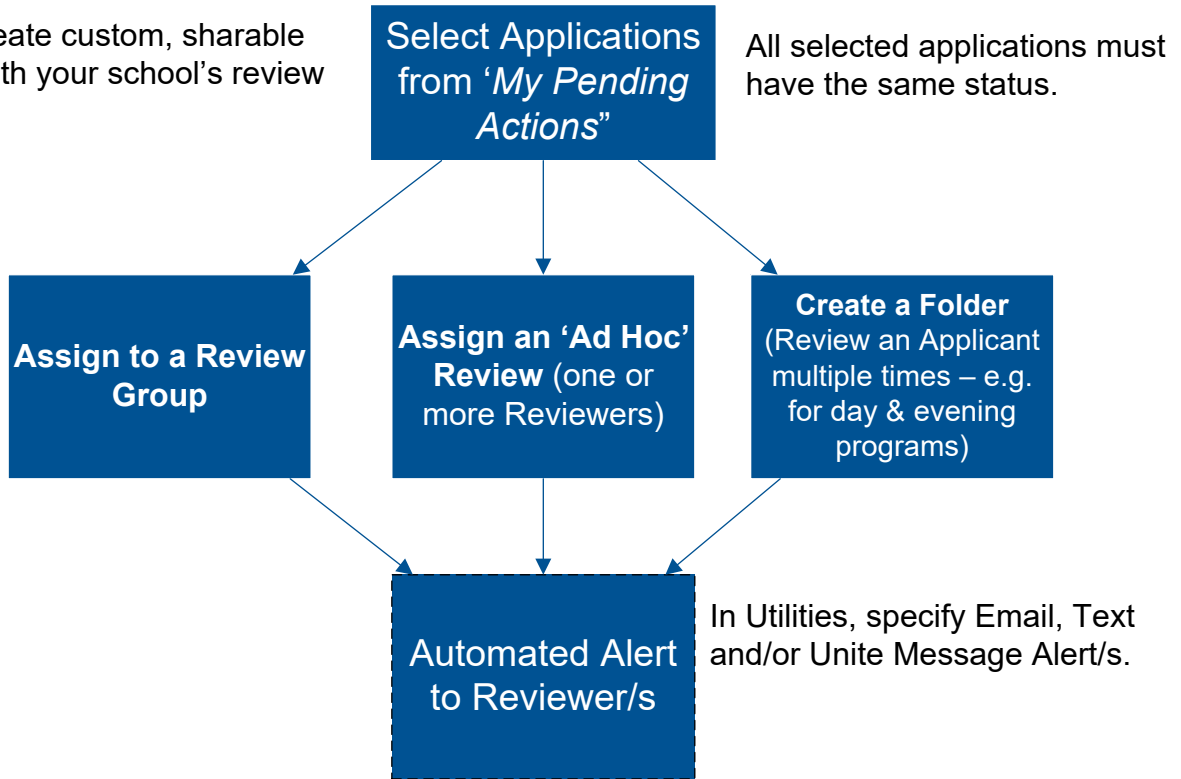 eate custom, sharable
th your school's review
Select Applications
from ‘My Pending
Actions”
All selected applications must
have the same status.
Assign to a Review
Group
Assign an ‘Ad Hoc’
Review (one or
more Reviewers)
Create a Folder
(Review an Applicant
multiple times – e.g.
for day & evening
programs)
Automated Alert
to Reviewer/s
In Utilities, specify Email, Text
and/or Unite Message Alert/s.